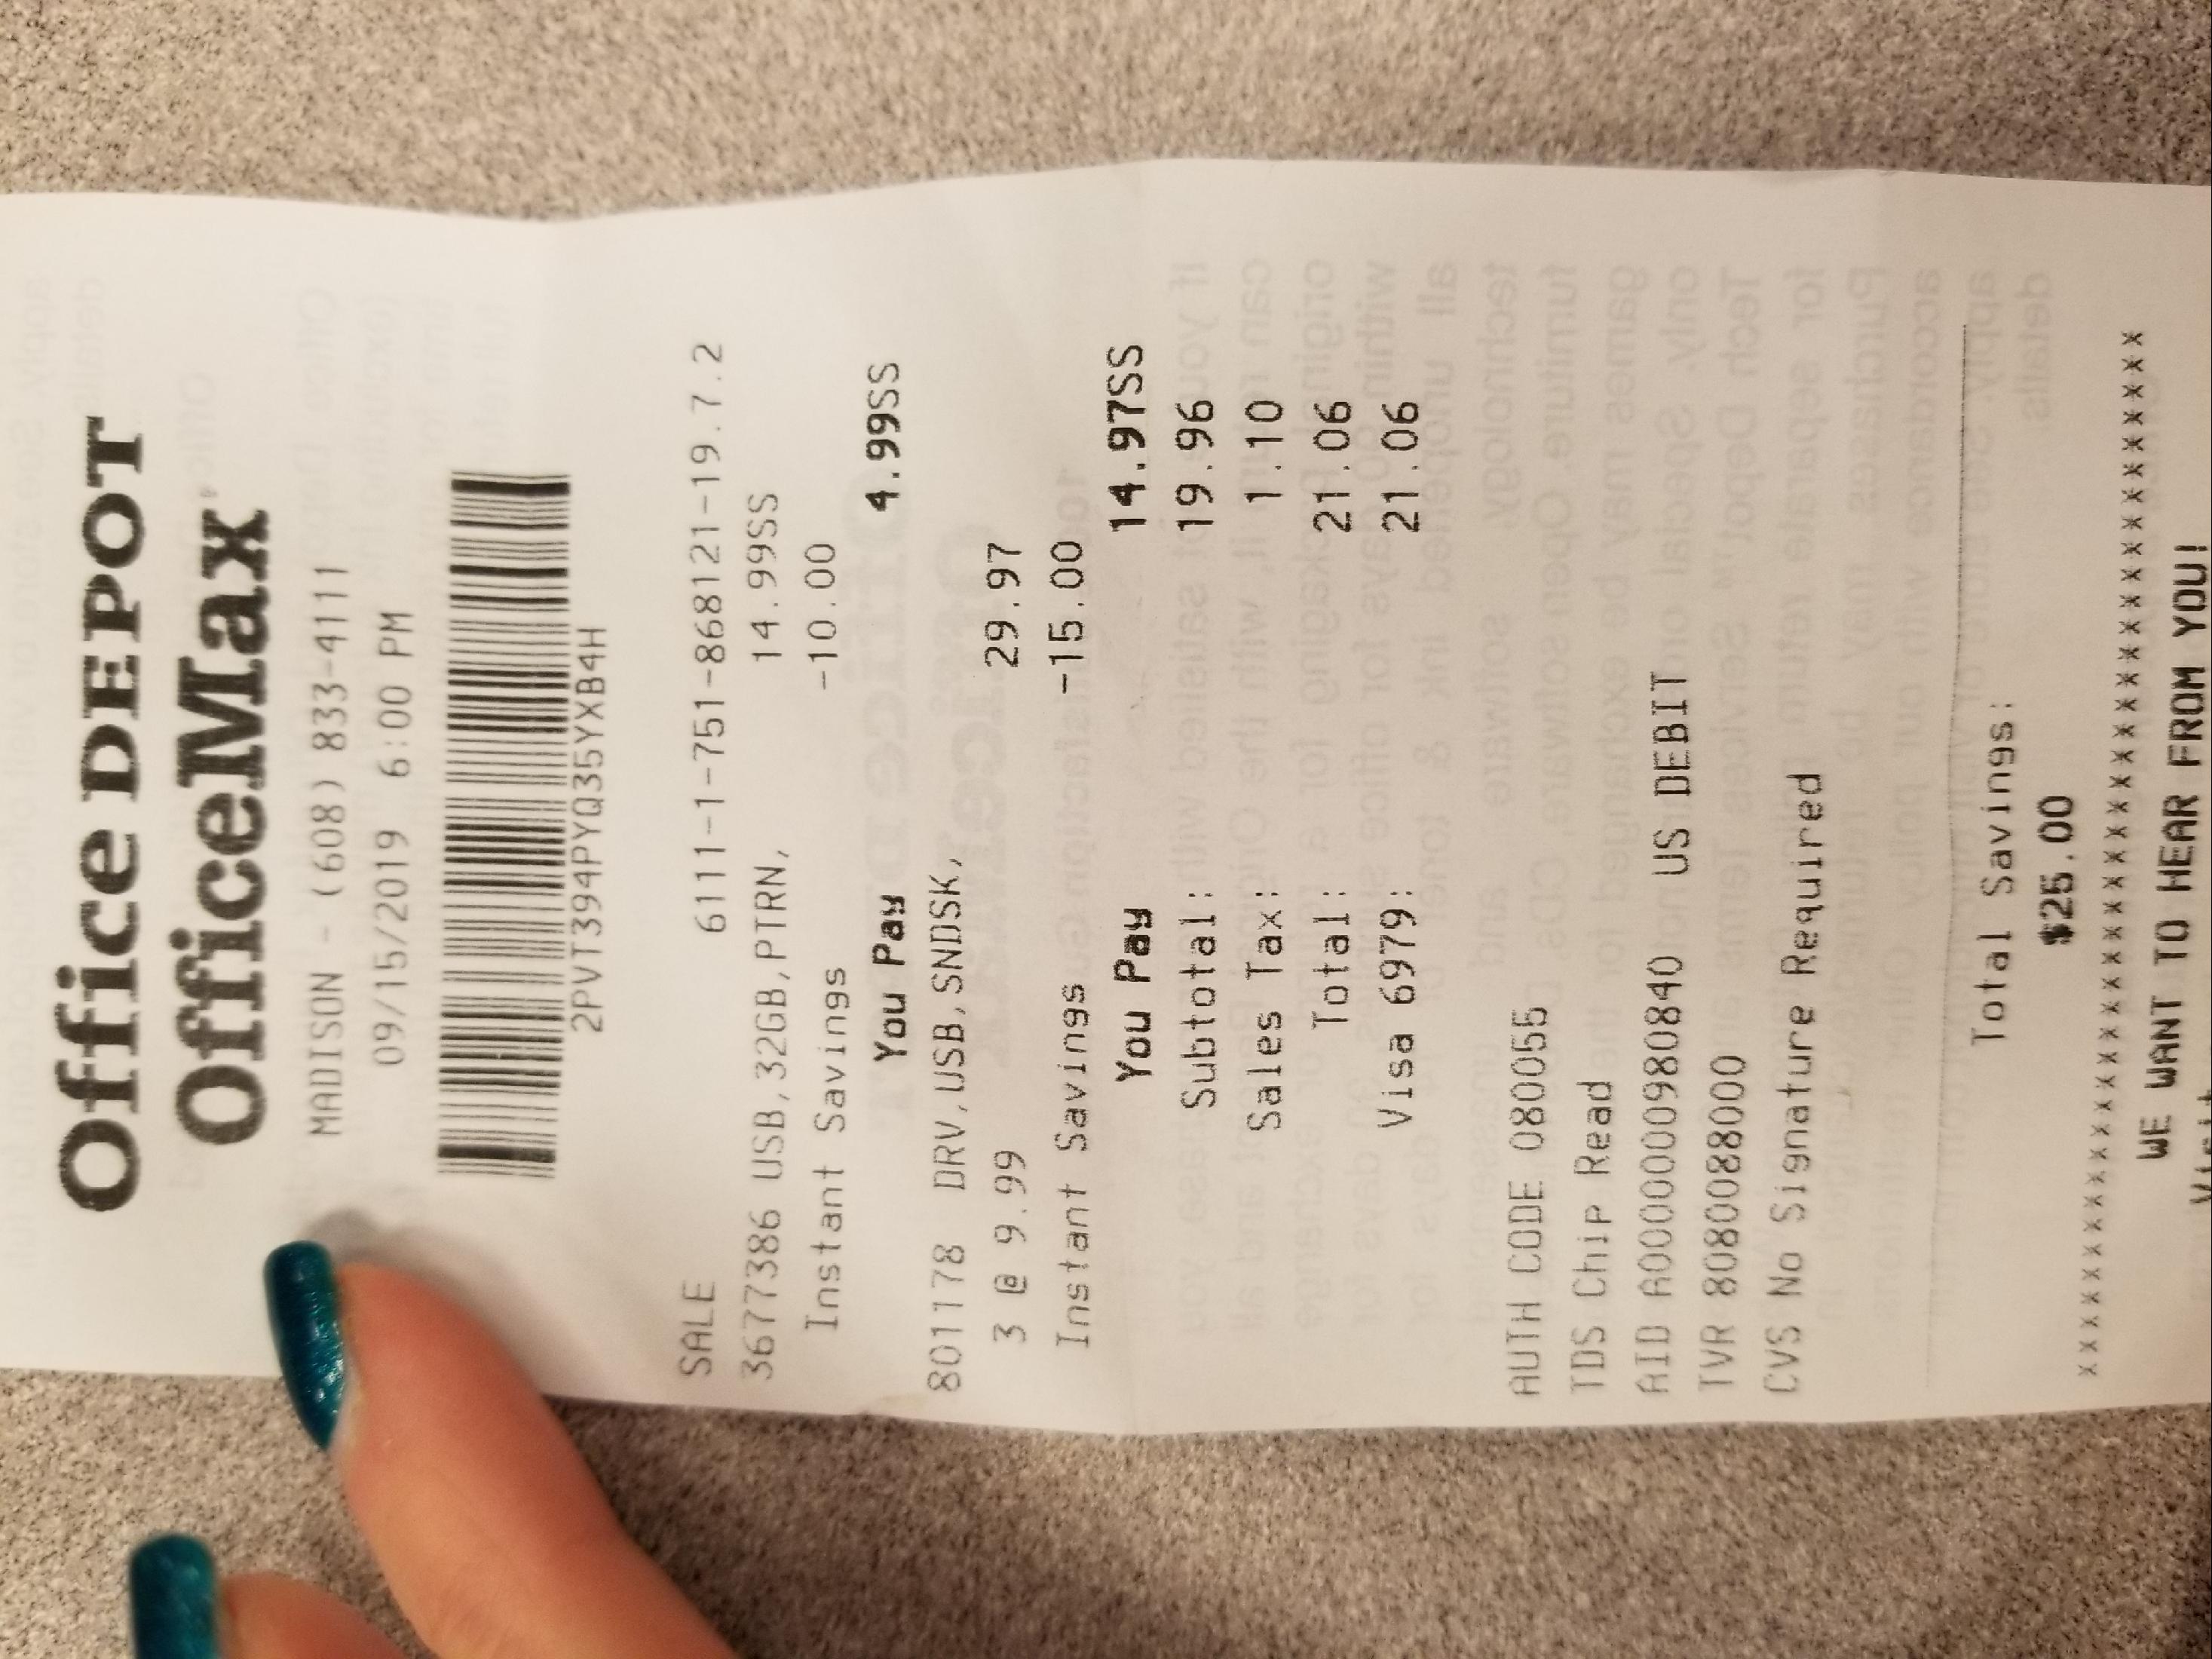 Office DEPOT
OfficeMax
MADISON - (608) 833-4111
09/15/2019 6:00 PM
2PVT394PYQ35YXB4H
SALE 6111-1-751-868121-19.7.2
3677386 USB,32GB,PTRN, 14.99SS
Instant Savings -10.00
You Pay 4.99SS
801178 DRV,USB,SNDSK,
3 @ 9.99 29.97
Instant Savings -15.00
You Pay 14.97SS
Subtotal: 19.96
Sales Tax: 1.10
Total: 21.06
Visa 6979: 21.06
AUTH CODE 080055
TDS Chip Read
AID A0000000980840 US DEBIT
TVR 8080088000
CVS No Signature Required
Total Savings:
$25.00
WE WANT TO HEAR FROM YOU!
Visit